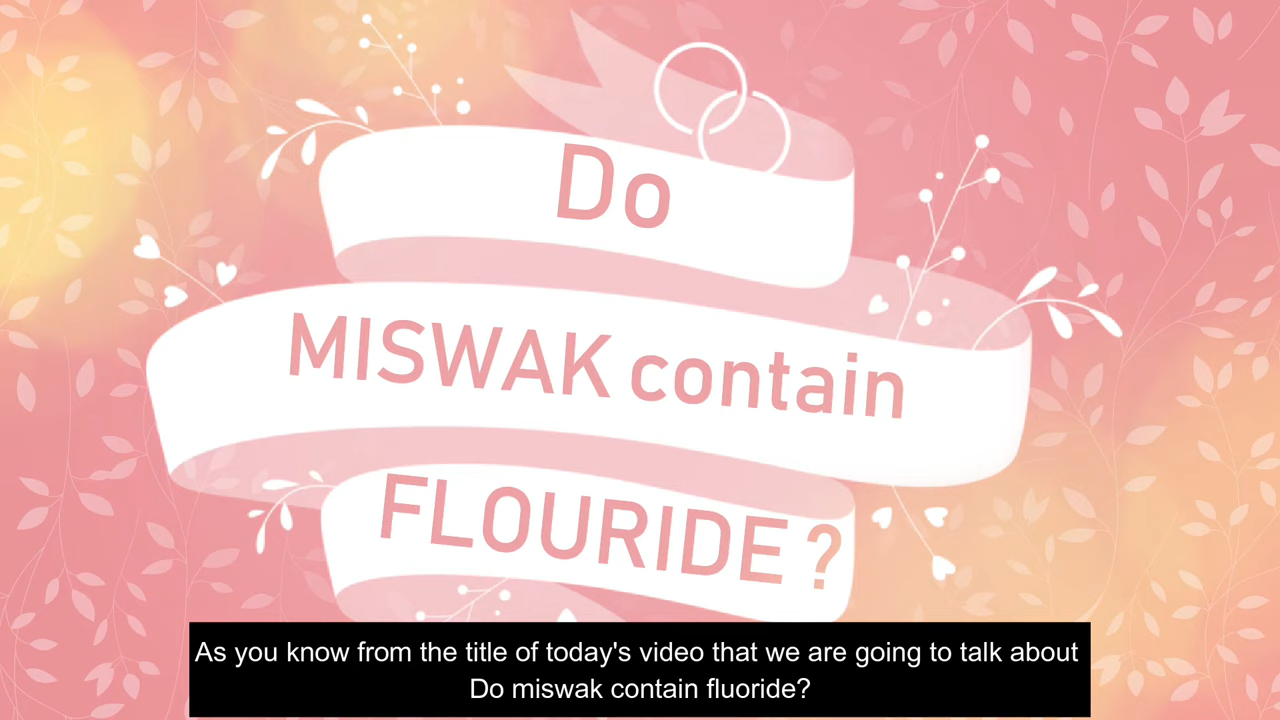 Do
MISWAK contain
FLOURIDE ?
As you know from the title of today's video that we are going to talk about
Do miswak contain fluoride?